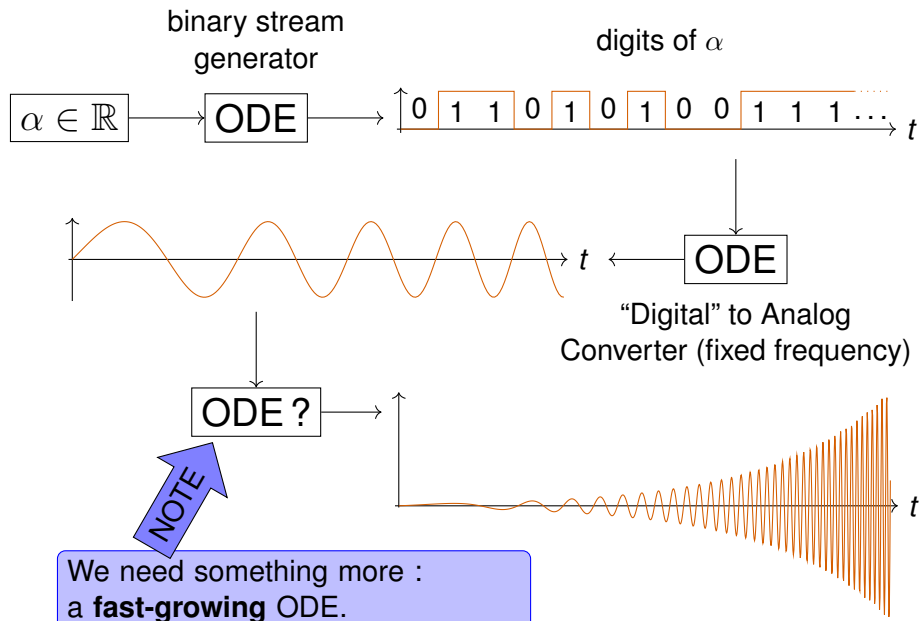 binary stream
generator
digits of α
α ∈ ℝ
ODE
0 1 1 0 1 0 1 0 0 1 1 1 ...
t
t
ODE
“Digital” to Analog
Converter (fixed frequency)
ODE ?
t
NOTE
We need something more :
a fast-growing ODE.